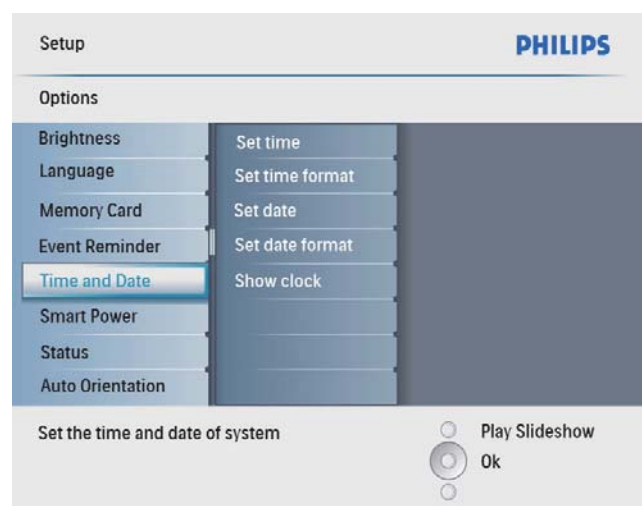 Setup
PHILIPS
Options
Brightness
Language
Memory Card
Event Reminder
Time and Date
Smart Power
Status
Auto Orientation
Set time
Set time format
Set date
Set date format
Show clock
Set the time and date of system
Play Slideshow
Ok